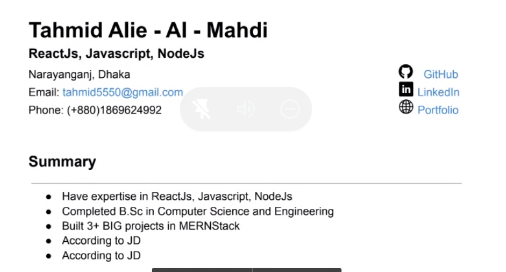 Tahmid Alie - Al - Mahdi
ReactJs, Javascript, NodeJs
Narayanganj, Dhaka
GitHub
Email: tahmid5550@gmail.com
LinkedIn
Phone: (+880)1869624992
Portfolio
Summary
● Have expertise in ReactJs, Javascript, NodeJs
● Completed B.Sc in Computer Science and Engineering
● Built 3+ BIG projects in MERNStack
● According to JD
● According to JD